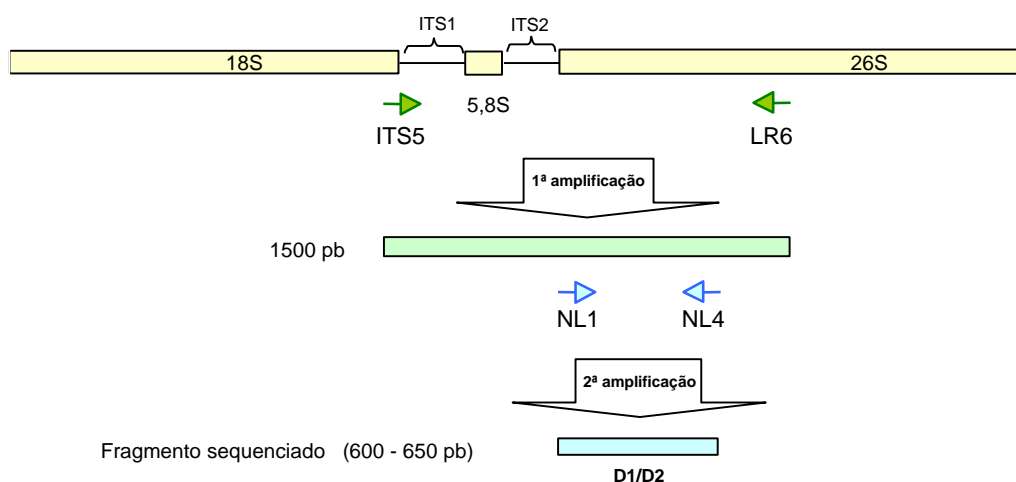 ITS1 ITS2
18S 26S
5,8S
ITS5 LR6
1ª amplificação
1500 pb
NL1 NL4
2ª amplificação
Fragmento sequenciado (600 - 650 pb)
D1/D2